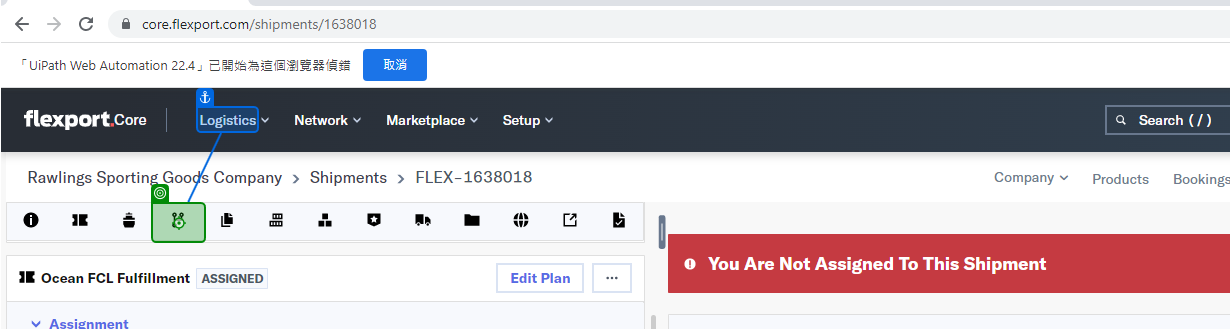 core.flexport.com/shipments/1638018
「UiPath Web Automation 22.4」已開始為這個瀏覽器偵錯 取消
flexport.Core Logistics Network Marketplace Setup Search ( / )
Rawlings Sporting Goods Company > Shipments > FLEX-1638018 Company Products Bookings
You Are Not Assigned To This Shipment
Ocean FCL Fulfillment ASSIGNED Edit Plan ...
Assignment